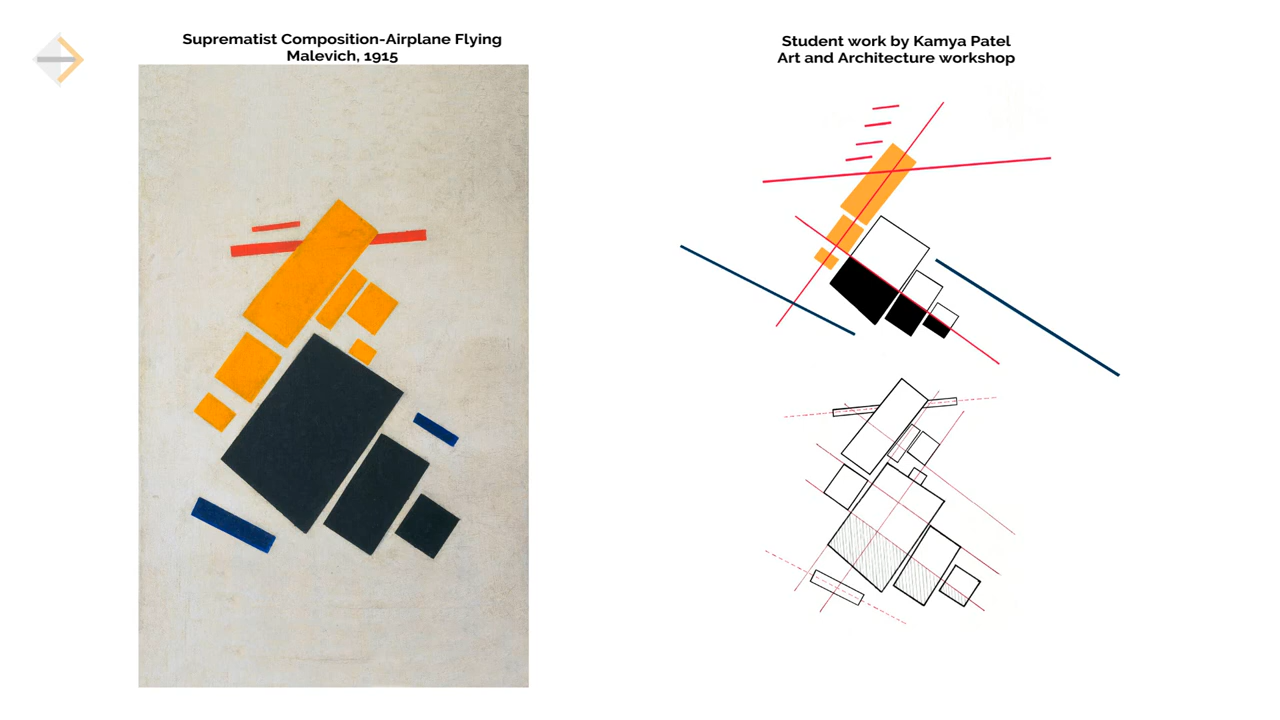 Suprematist Composition-Airplane Flying
Malevich, 1915
Student work by Kamya Patel
Art and Architecture workshop